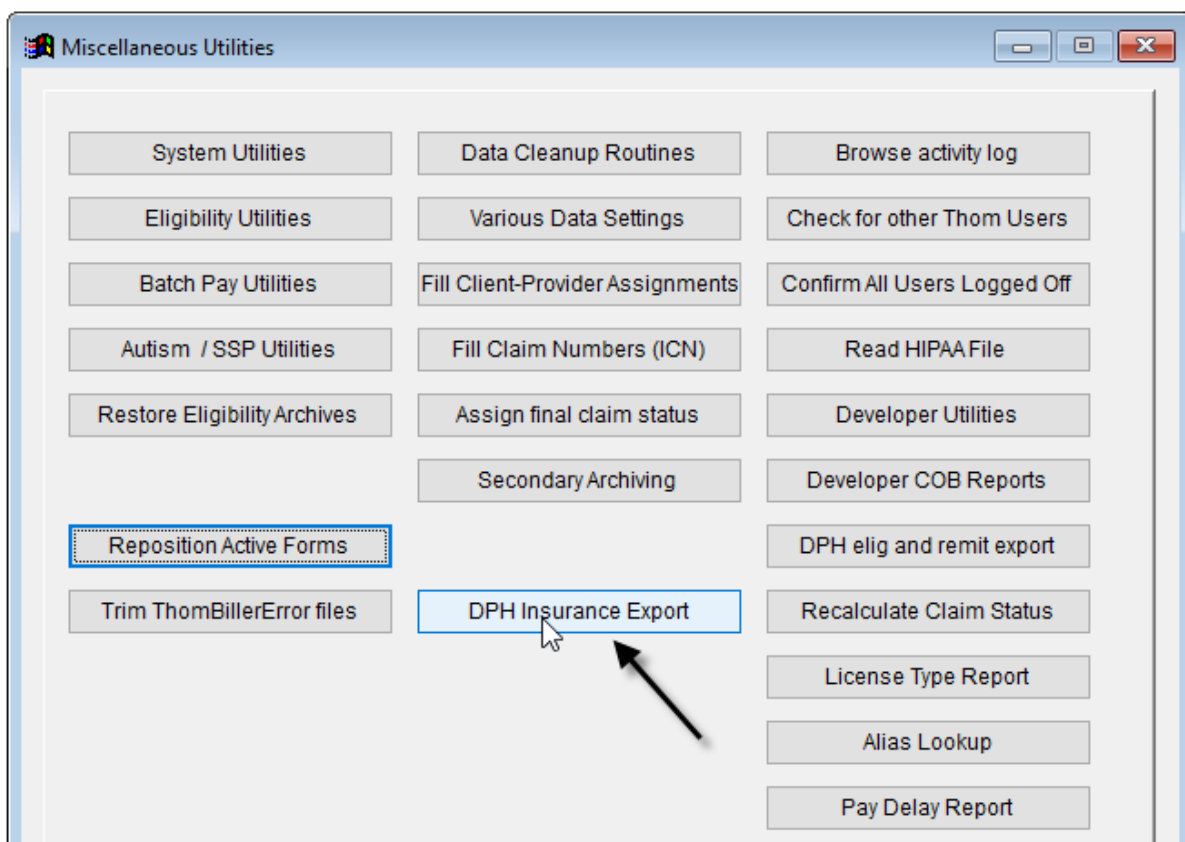 Miscellaneous Utilities
System Utilities
Data Cleanup Routines
Browse activity log
Eligibility Utilities
Various Data Settings
Check for other Thom Users
Batch Pay Utilities
Fill Client-Provider Assignments
Confirm All Users Logged Off
Autism / SSP Utilities
Fill Claim Numbers (ICN)
Read HIPAA File
Restore Eligibility Archives
Assign final claim status
Developer Utilities
Secondary Archiving
Developer COB Reports
Reposition Active Forms
DPH elig and remit export
Trim ThomBillerError files
DPH Insurance Export
Recalculate Claim Status
License Type Report
Alias Lookup
Pay Delay Report